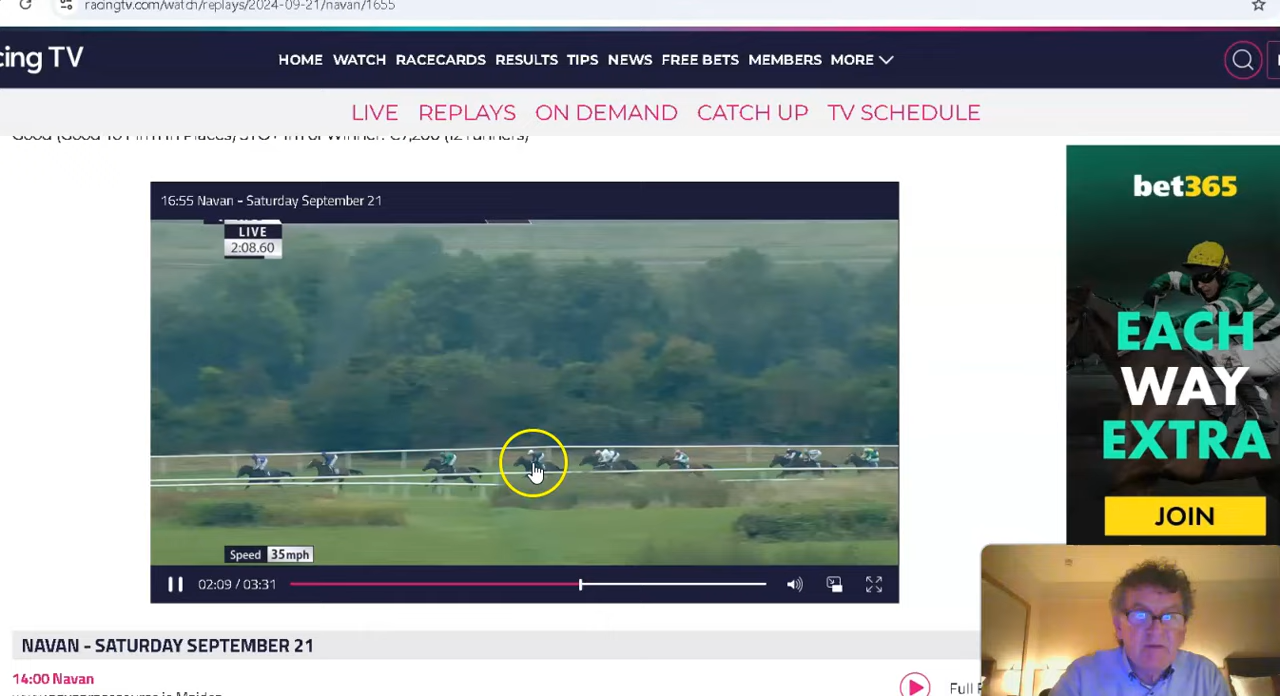 racingtv.com/watch/replays/2024-09-21/navan/1655
cing TV
HOME WATCH RACECARDS RESULTS TIPS NEWS FREE BETS MEMBERS MORE
LIVE REPLAYS ON DEMAND CATCH UP TV SCHEDULE
16:55 Navan - Saturday September 21
LIVE
2:08.60
Speed 35mph
02:09 / 03:31
bet365
EACH
WAY
EXTRA
JOIN
NAVAN - SATURDAY SEPTEMBER 21
14:00 Navan
Full